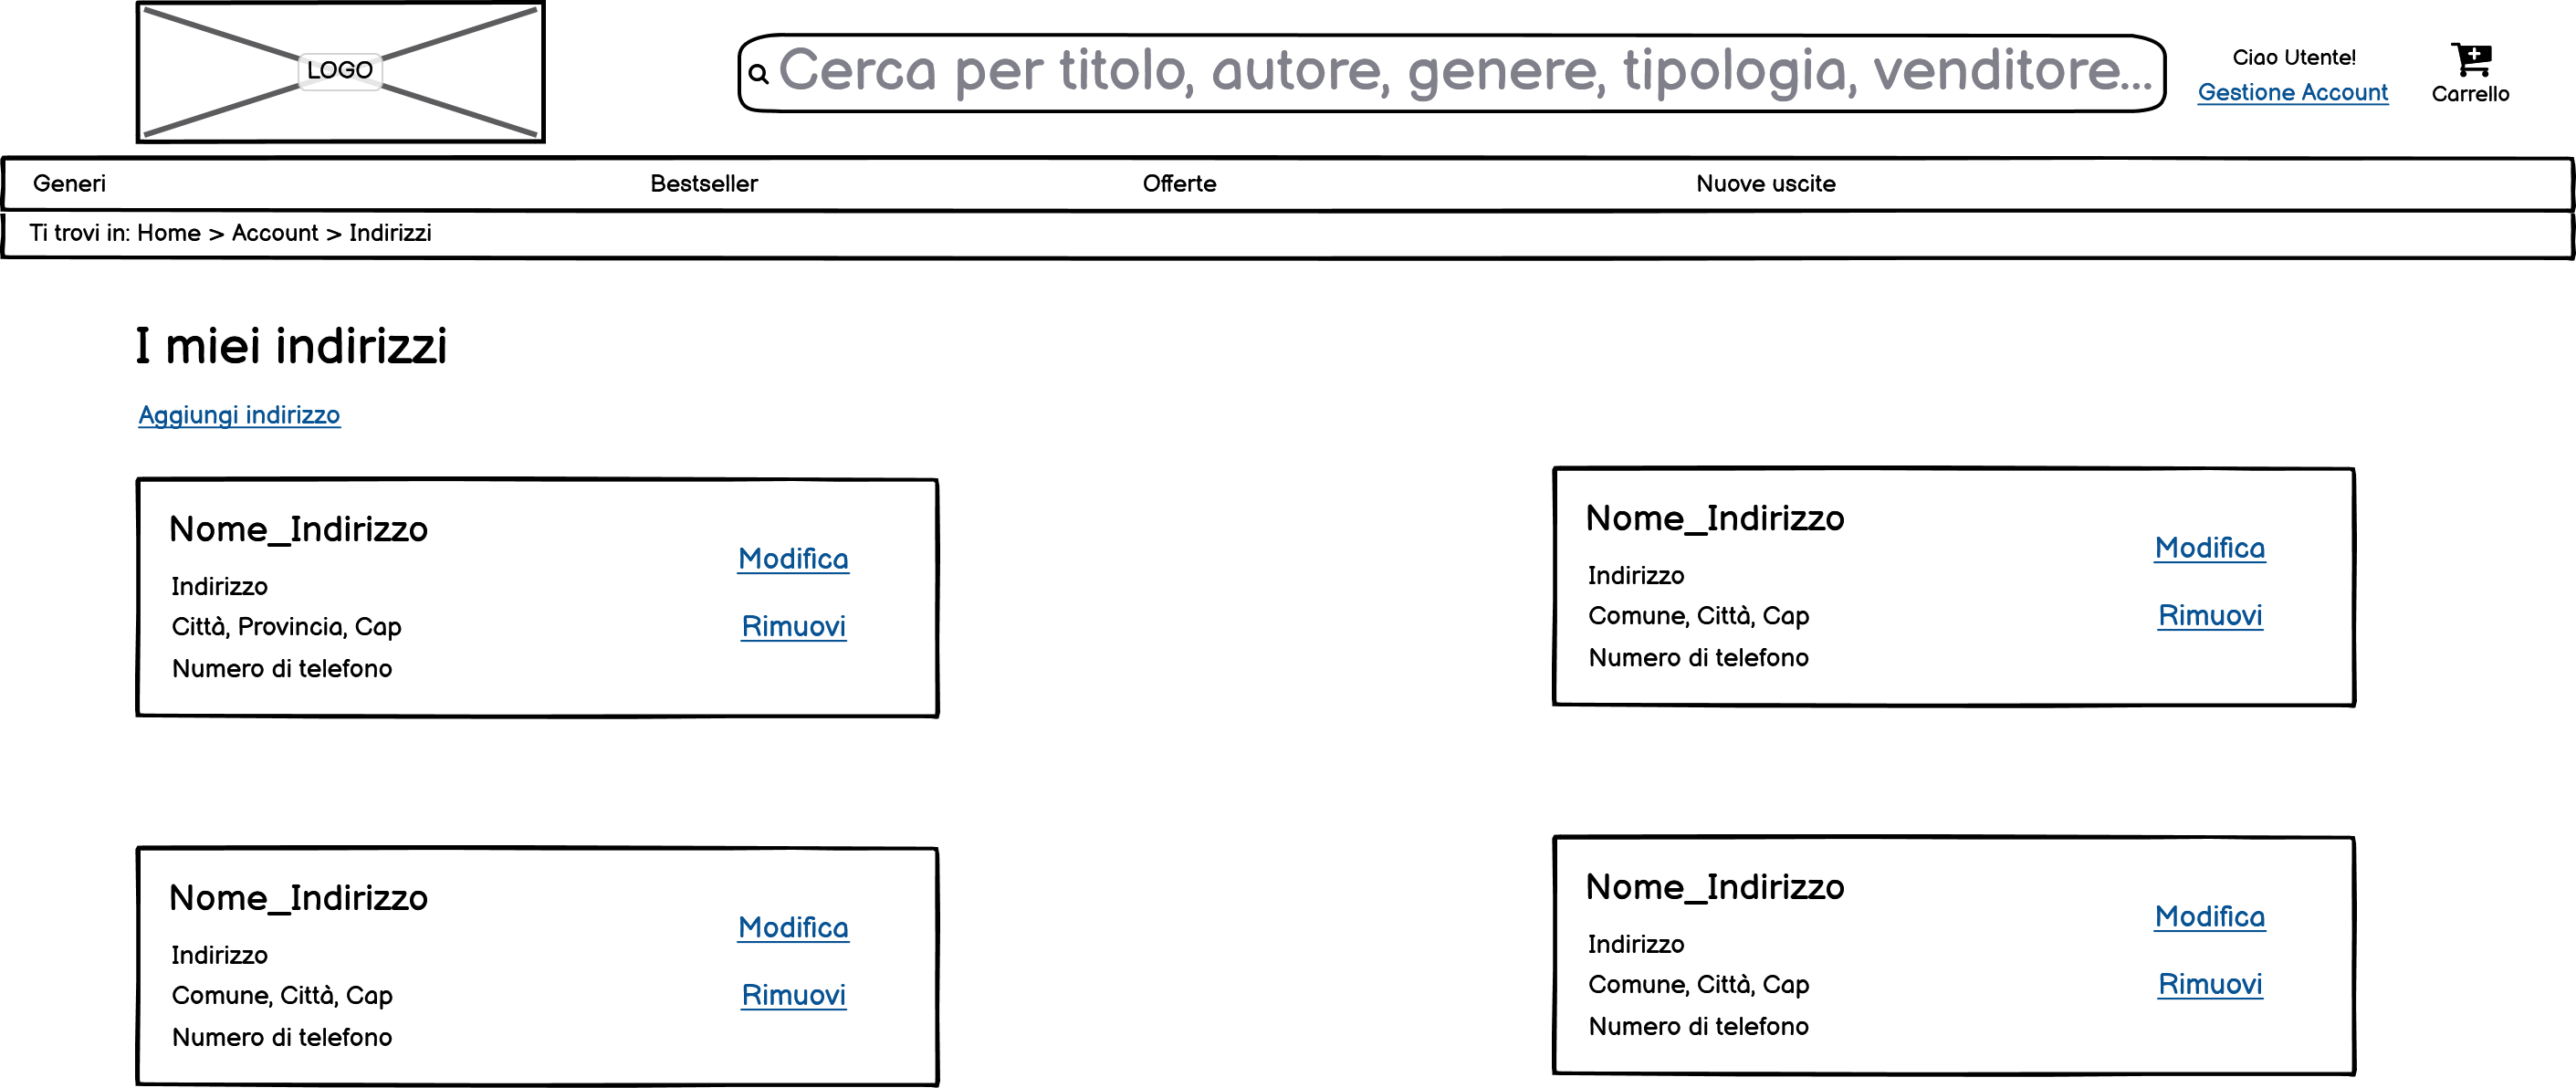 LOGO
Cerca per titolo, autore, genere, tipologia, venditore...
Ciao Utente!
Gestione Account
Carrello
Generi
Bestseller
Offerte
Nuove uscite
Ti trovi in: Home > Account > Indirizzi
I miei indirizzi
Aggiungi indirizzo
Nome_Indirizzo
Modifica
Indirizzo
Città, Provincia, Cap
Rimuovi
Numero di telefono
Nome_Indirizzo
Modifica
Indirizzo
Comune, Città, Cap
Rimuovi
Numero di telefono
Nome_Indirizzo
Modifica
Indirizzo
Comune, Città, Cap
Rimuovi
Numero di telefono
Nome_Indirizzo
Modifica
Indirizzo
Comune, Città, Cap
Rimuovi
Numero di telefono